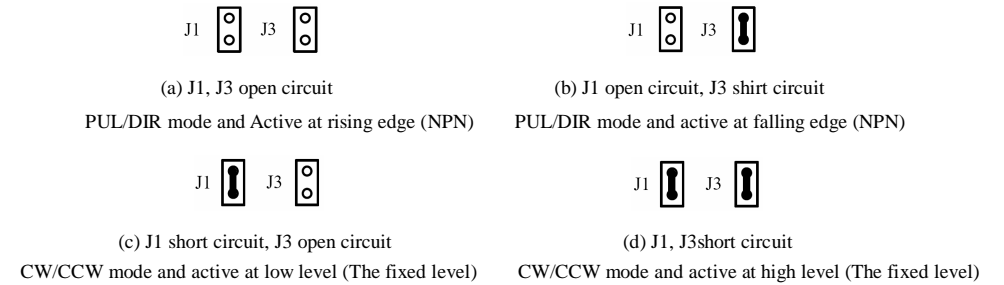 J1 J3 J1 J3
(a) J1, J3 open circuit (b) J1 open circuit, J3 shirt circuit
PUL/DIR mode and Active at rising edge (NPN) PUL/DIR mode and active at falling edge (NPN)
J1 J3 J1 J3
(c) J1 short circuit, J3 open circuit (d) J1, J3short circuit
CW/CCW mode and active at low level (The fixed level) CW/CCW mode and active at high level (The fixed level)